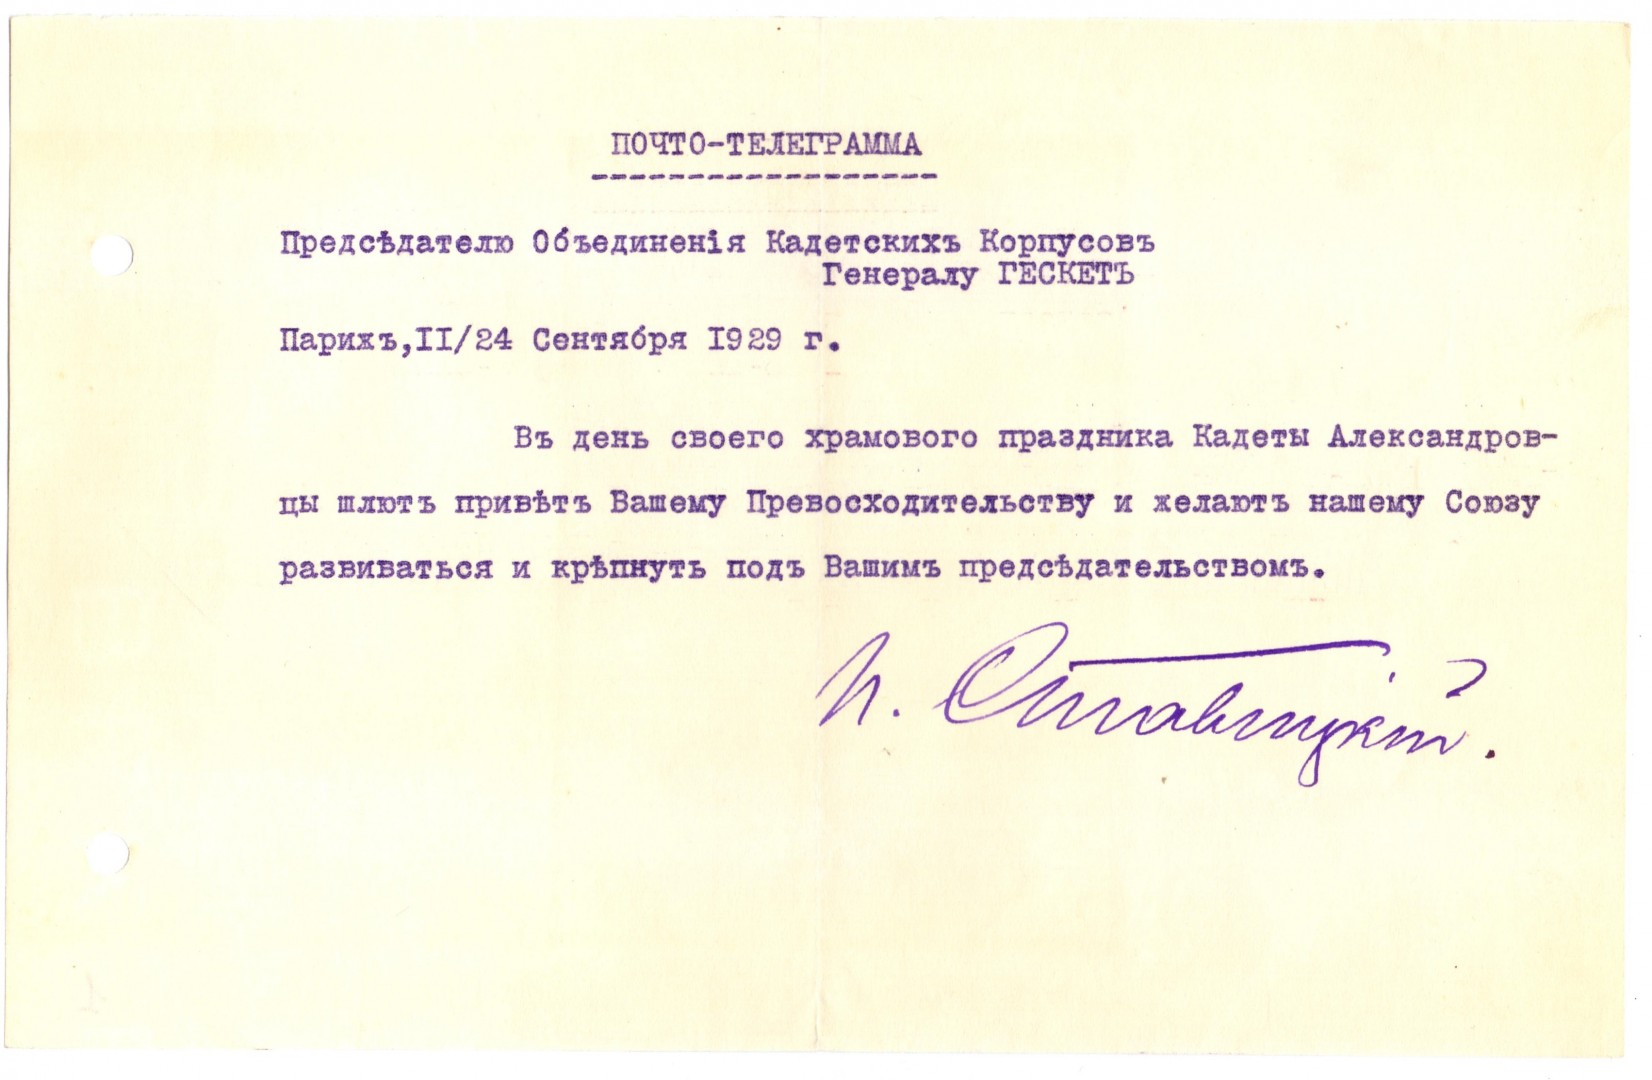 ПОЧТО-ТЕЛЕГРАММА
Предсѣдателю Объединенія Кадетскихъ Корпусовъ
Генералу ГЕСКЕТЪ
Парижъ,II/24 Сентября I929 г.
Въ день своего храмового праздника Кадеты Александров-
цы шлютъ привѣтъ Вашему Превосходительству и желаютъ нашему Союзу
развиваться и крѣпнуть подъ Вашимъ предсѣдательствомъ.
Ставицкій.